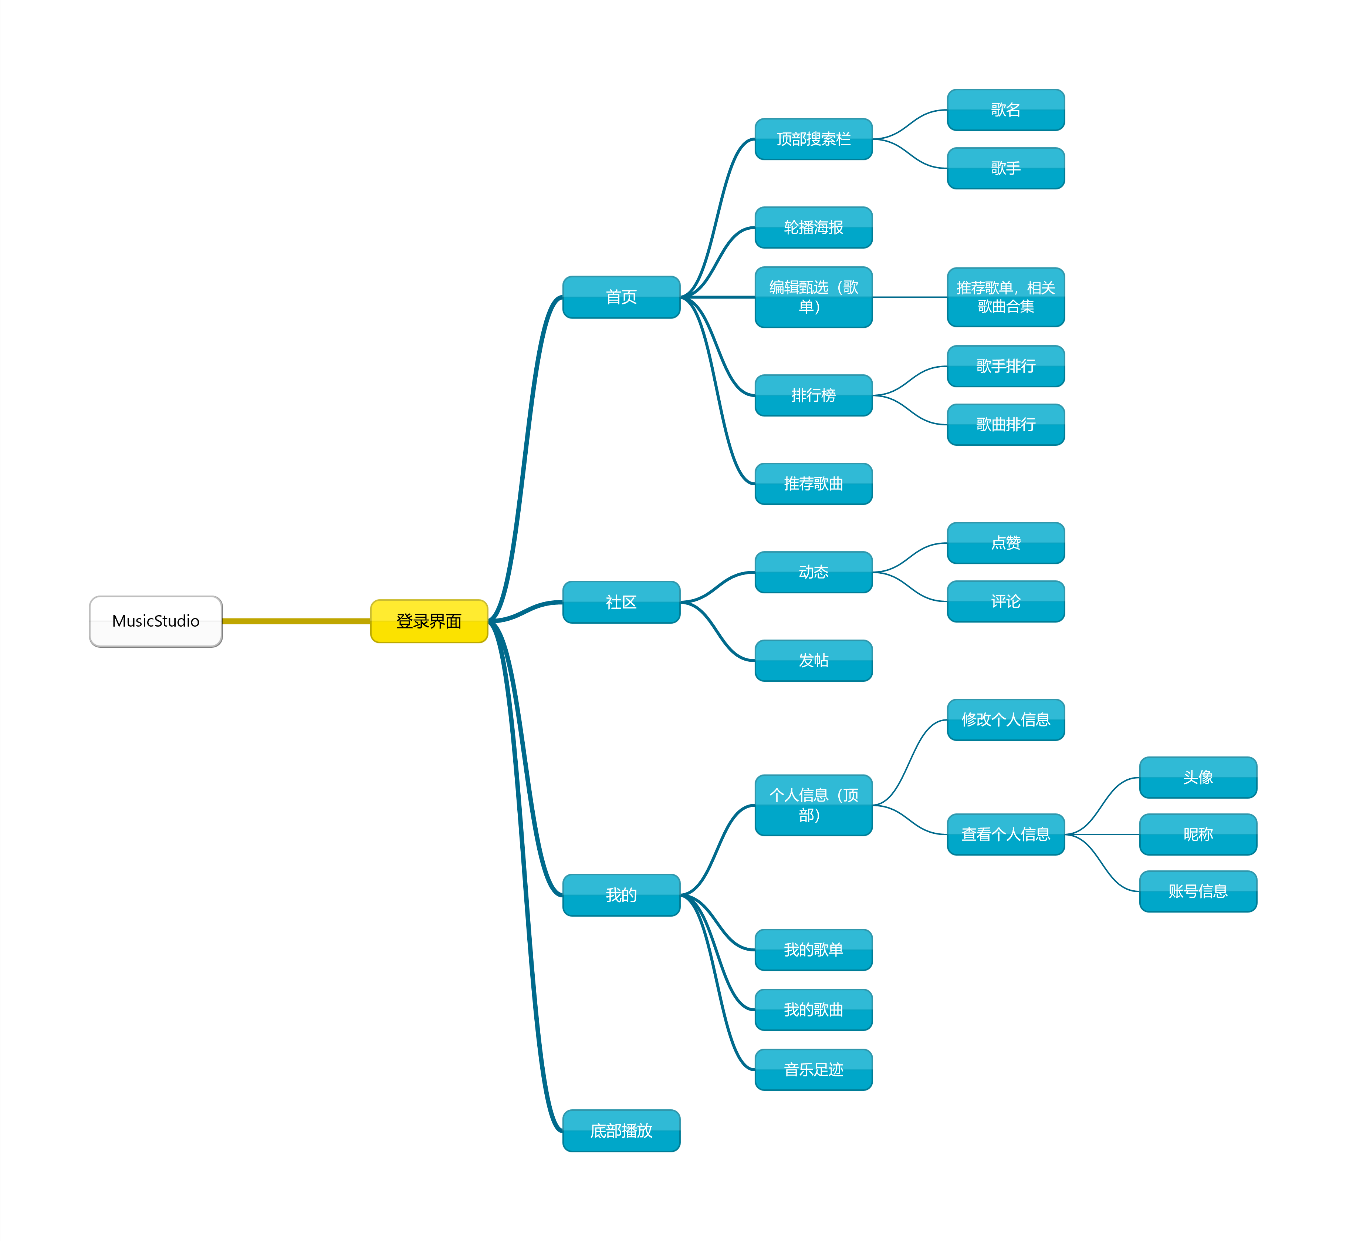 MusicStudio
登录界面
首页
顶部搜索栏
歌名
歌手
轮播海报
编辑甄选（歌
单）
推荐歌单，相关
歌曲合集
排行榜
歌手排行
歌曲排行
推荐歌曲
社区
动态
点赞
评论
发帖
我的
个人信息（顶
部）
修改个人信息
查看个人信息
头像
昵称
账号信息
我的歌单
我的歌曲
音乐足迹
底部播放